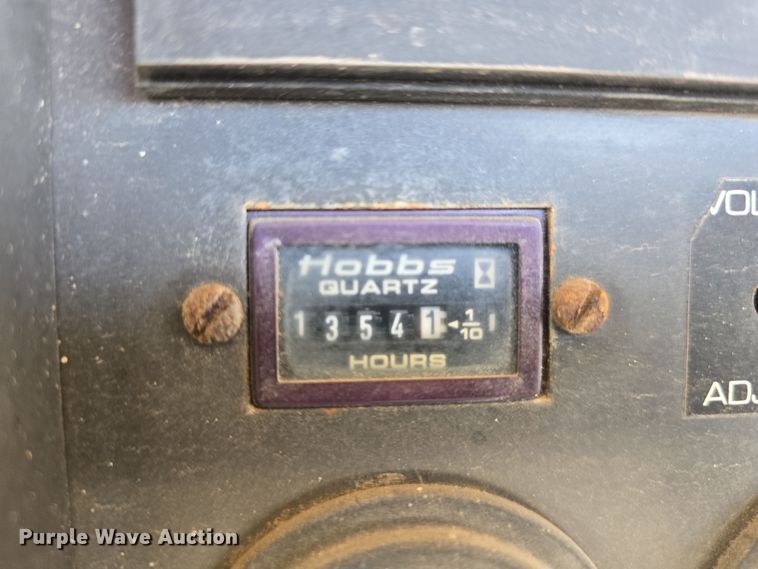 VOL
Hobbs
QUARTZ
1 3 5 4 1 ◄ 1/10
HOURS
ADJ
Purple Wave Auction